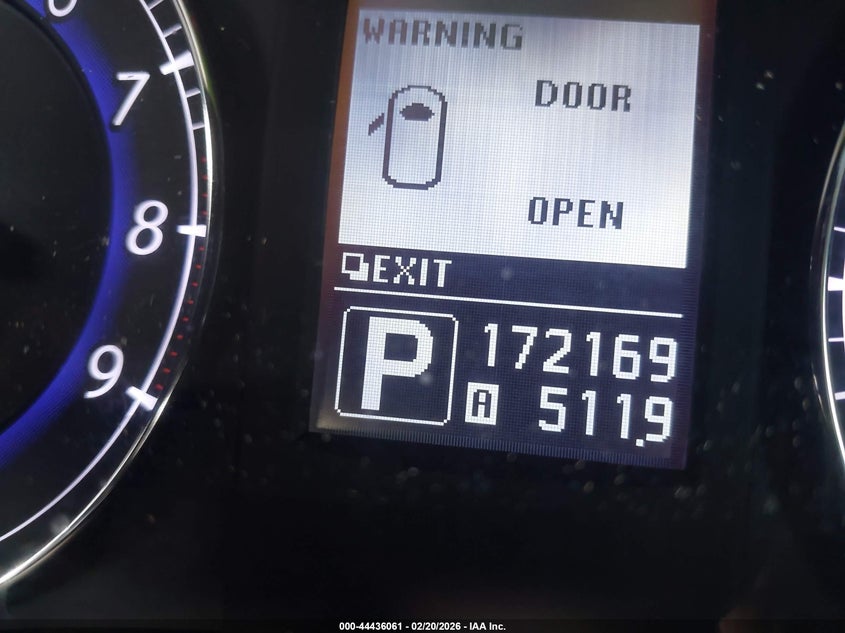 WARNING
DOOR
OPEN
EXIT
P
172169
A 511.9
7
8
9
000-44436061 - 02/20/2026 - IAA Inc.